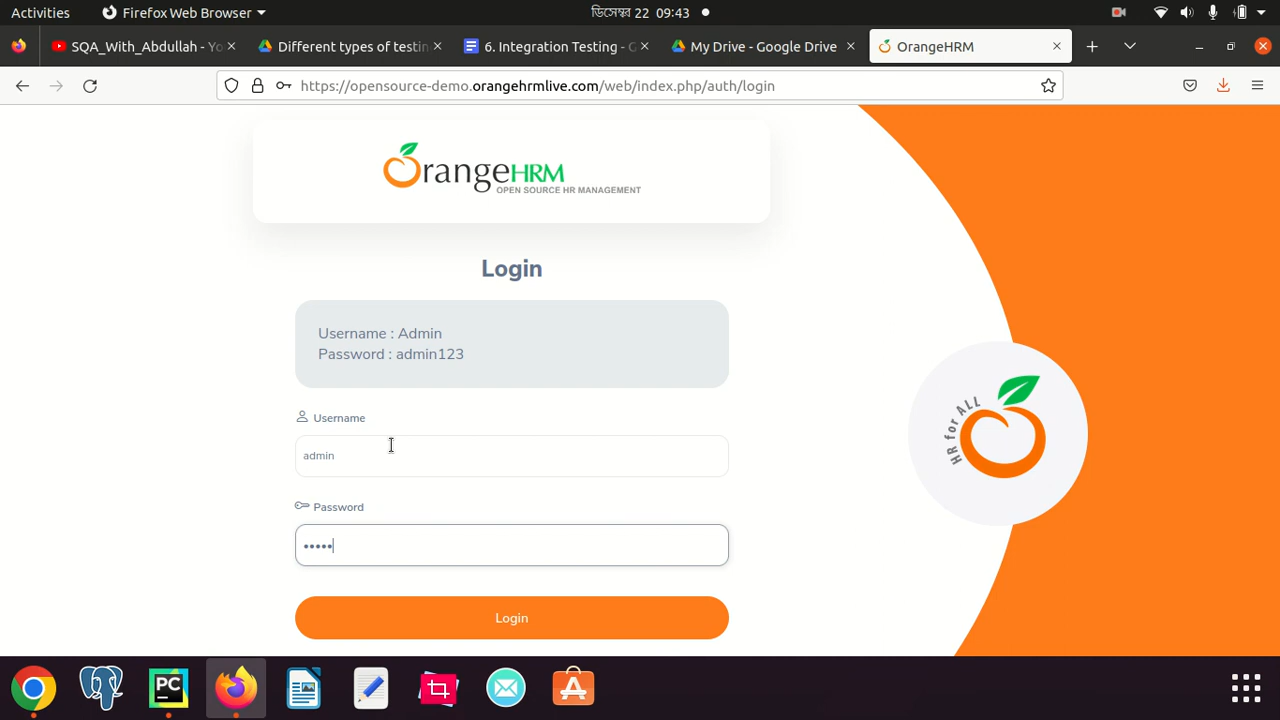 Activities Firefox Web Browser ডিসেম্বর 22 09:43
SQA_With_Abdullah - Yo Different types of testin 6. Integration Testing - G My Drive - Google Drive OrangeHRM
https://opensource-demo.orangehrmlive.com/web/index.php/auth/login
OrangeHRM
OPEN SOURCE HR MANAGEMENT
Login
Username : Admin
Password : admin123
Username
admin
Password
Login
HR for ALL
PC